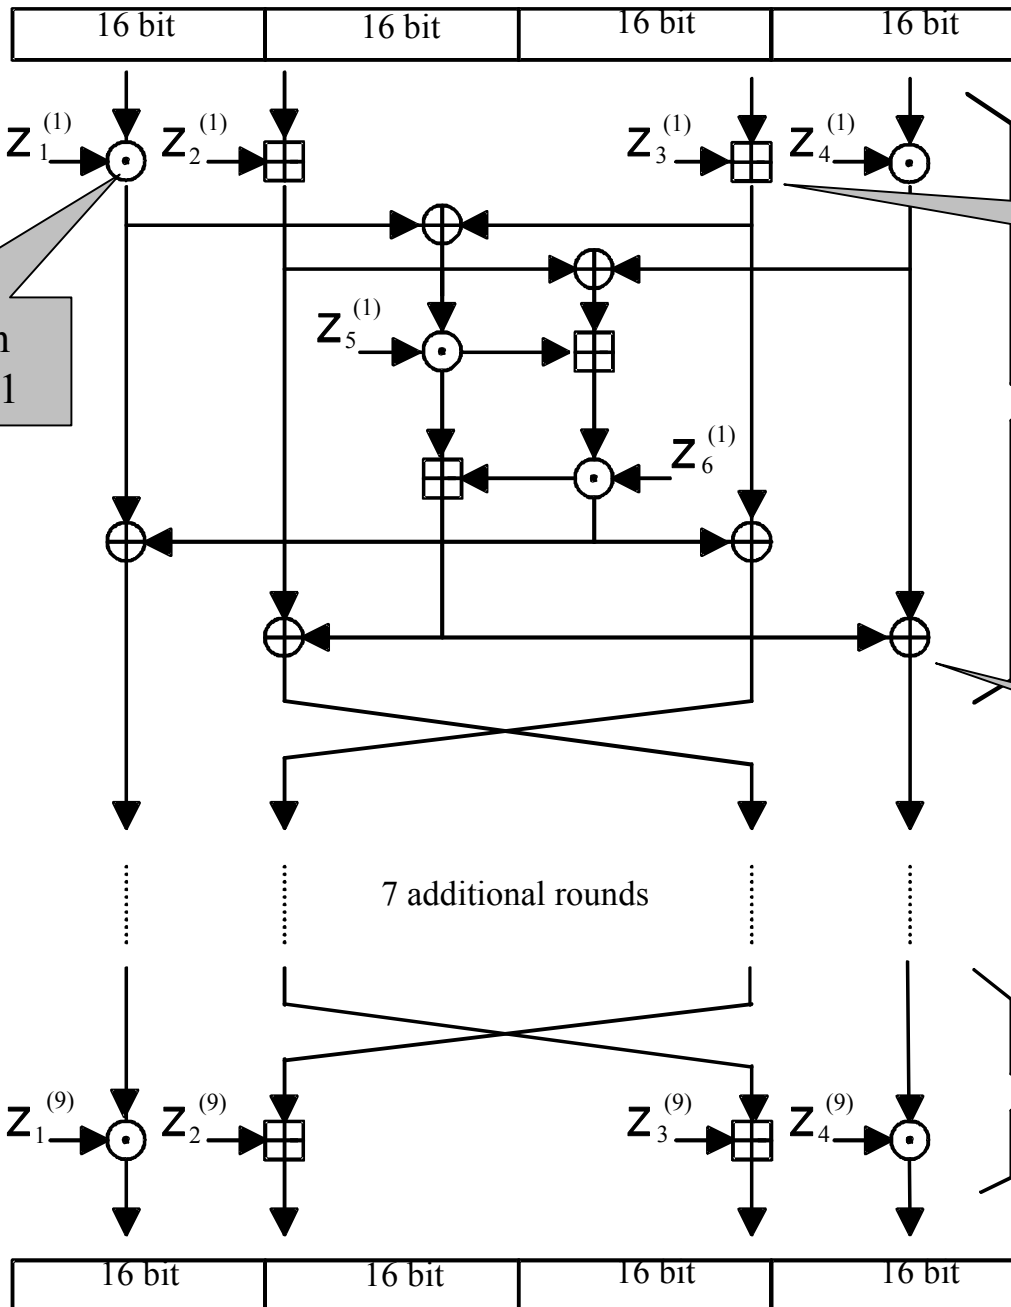 16 bit 16 bit 16 bit 16 bit
Z1(1) Z2(1) Z3(1) Z4(1)
Z5(1)
n
1
Z6(1)
7 additional rounds
Z1(9) Z2(9) Z3(9) Z4(9)
16 bit 16 bit 16 bit 16 bit